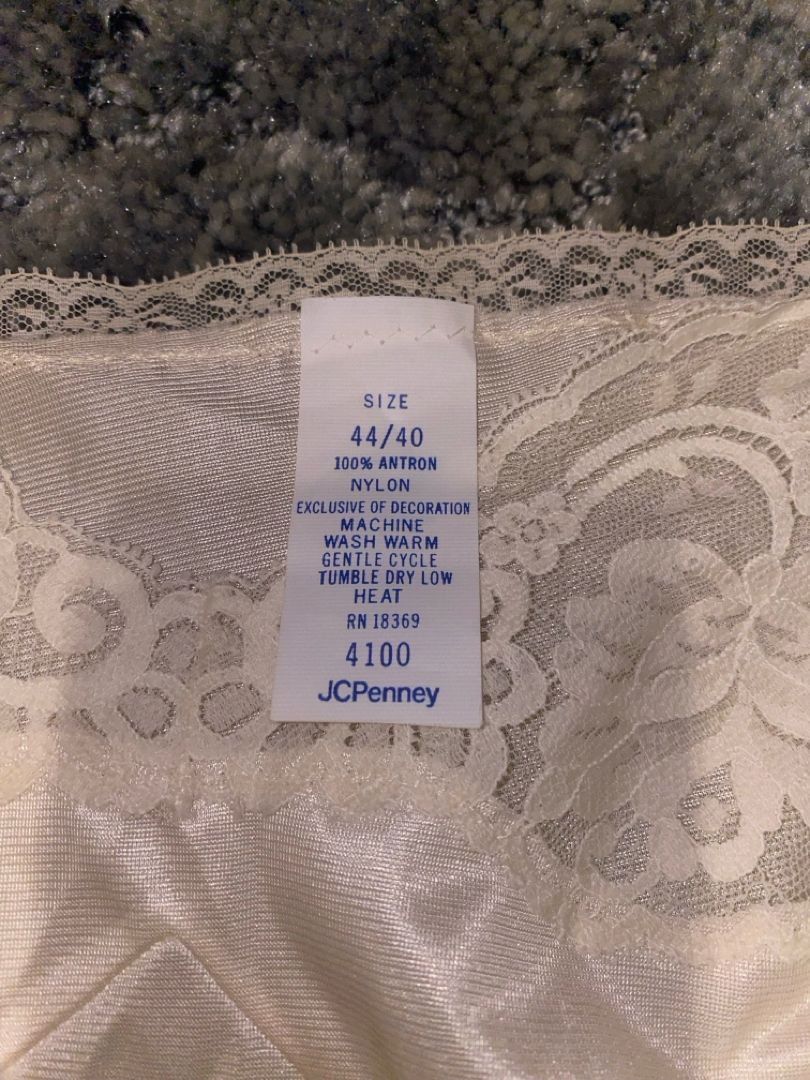 SIZE
44/40
100% ANTRON
NYLON
EXCLUSIVE OF DECORATION
MACHINE
WASH WARM
GENTLE CYCLE
TUMBLE DRY LOW
HEAT
RN 18369
4100
JCPenney